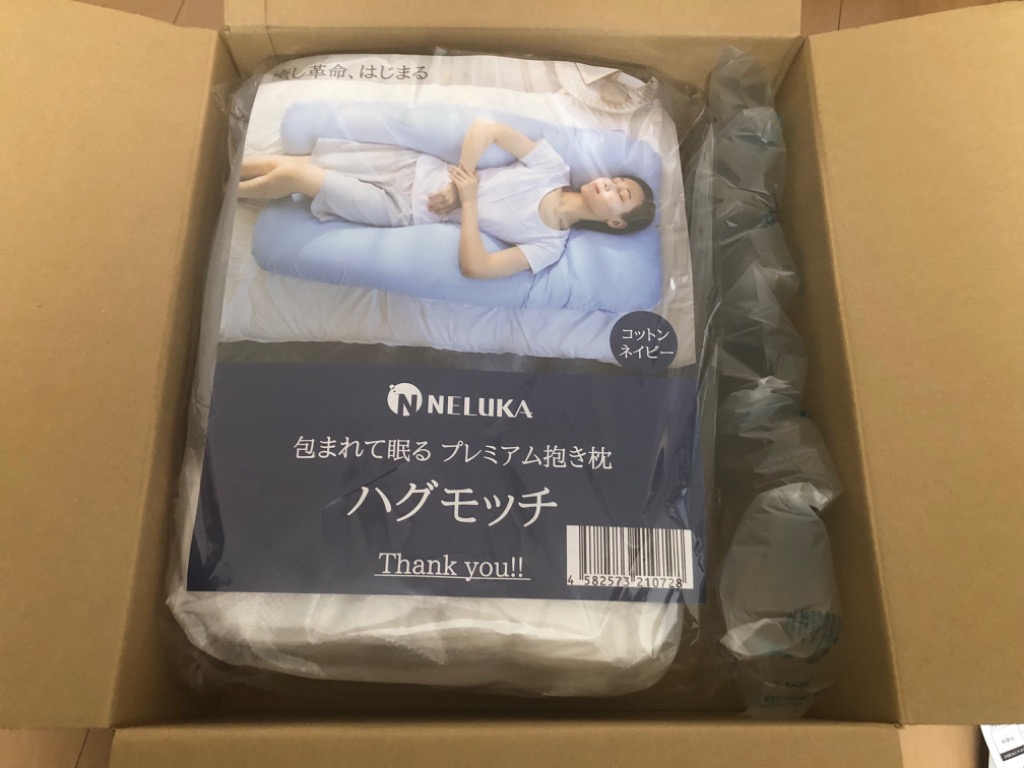 癒し革命、はじまる
コットン
ネイビー
NELUKA
包まれて眠る プレミアム抱き枕
ハグモッチ
Thank you!!
4 582573 210728